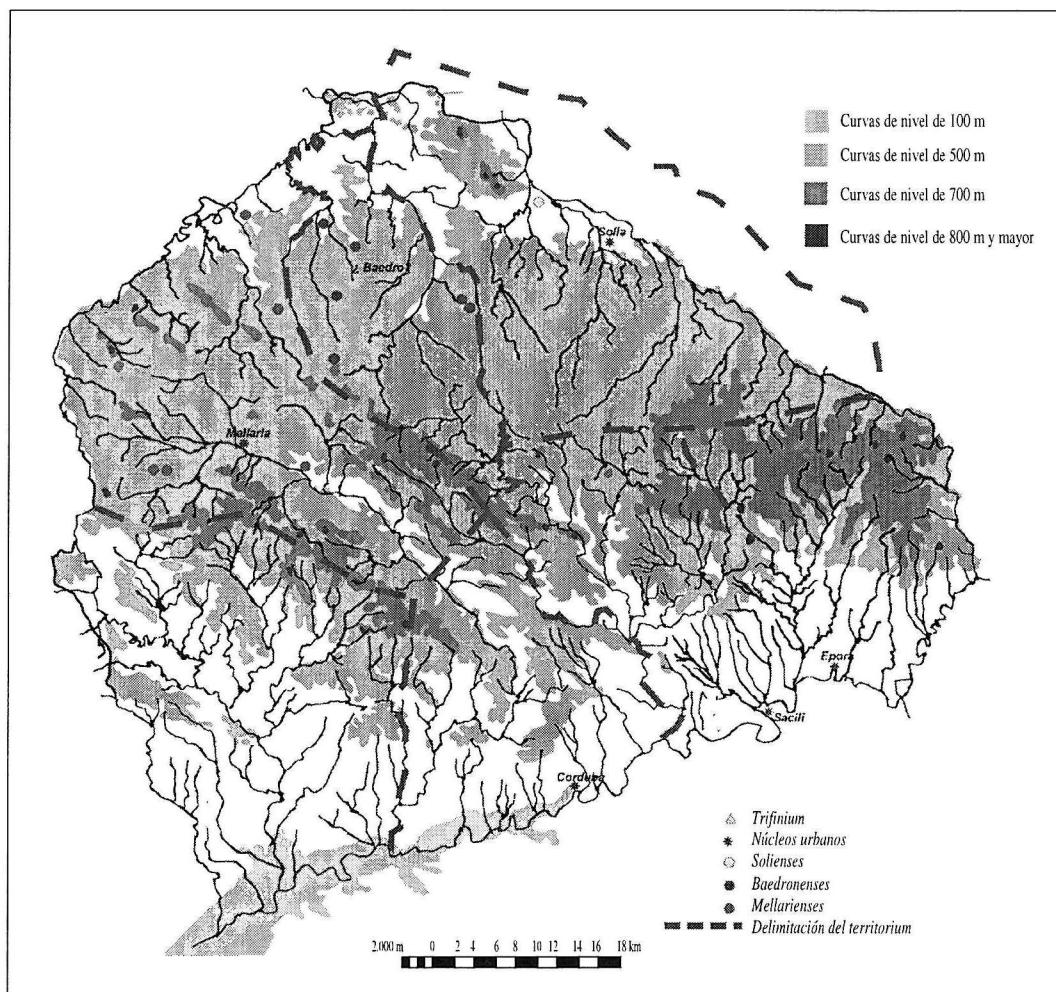 Curvas de nivel de 100 m
Curvas de nivel de 500 m
Curvas de nivel de 700 m
Curvas de nivel de 800 m y mayor
Solia
¿ Baedro ?
Mellaria
Epora
Sacili
Corduba
Trifinium
Núcleos urbanos
Solienses
Baedronenses
Mellarienses
Delimitación del territorium
2.000 m 0 2 4 6 8 10 12 14 16 18 km